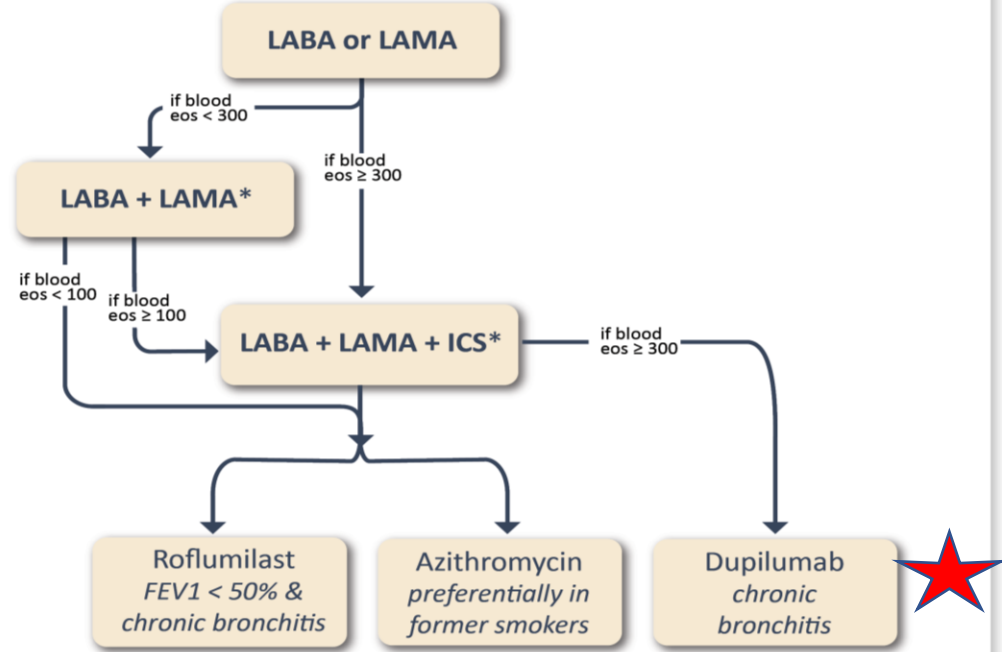 LABA or LAMA
if blood
eos < 300
if blood
eos ≥ 300
LABA + LAMA*
if blood
eos < 100
if blood
eos ≥ 100
LABA + LAMA + ICS*
if blood
eos ≥ 300
Roflumilast
FEV1 < 50% &
chronic bronchitis
Azithromycin
preferentially in
former smokers
Dupilumab
chronic
bronchitis